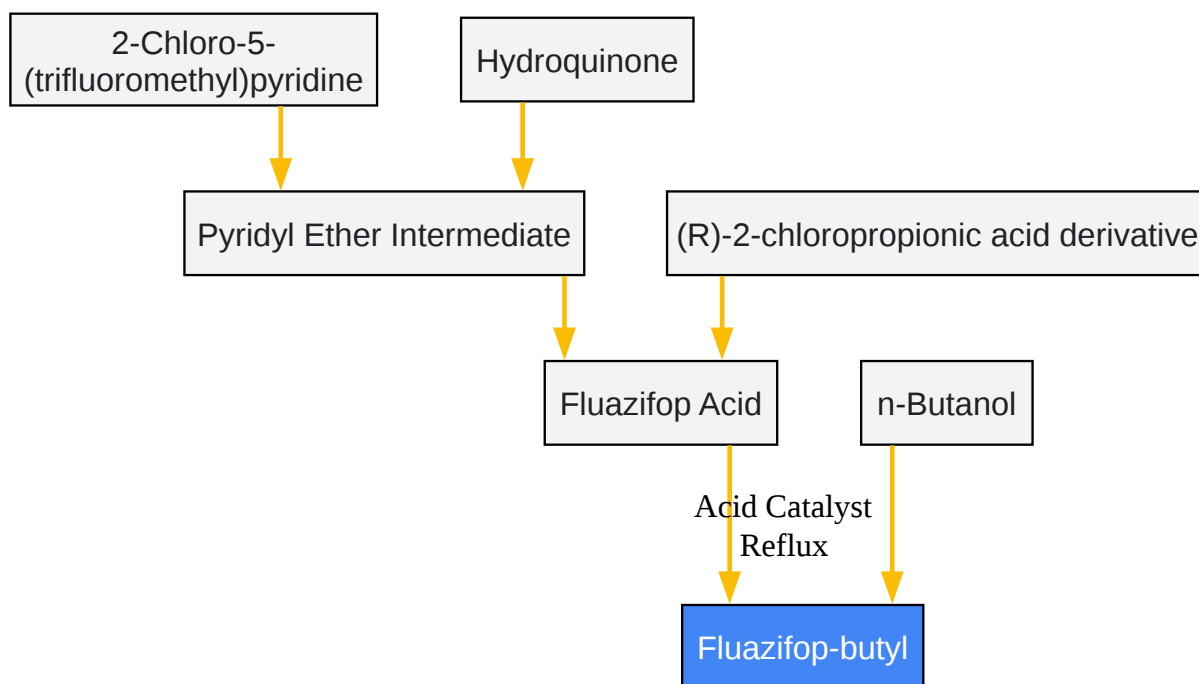 2-Chloro-5-
(trifluoromethyl)pyridine
Hydroquinone
Pyridyl Ether Intermediate
(R)-2-chloropropionic acid derivative
Fluazifop Acid
n-Butanol
Acid Catalyst
Reflux
Fluazifop-butyl